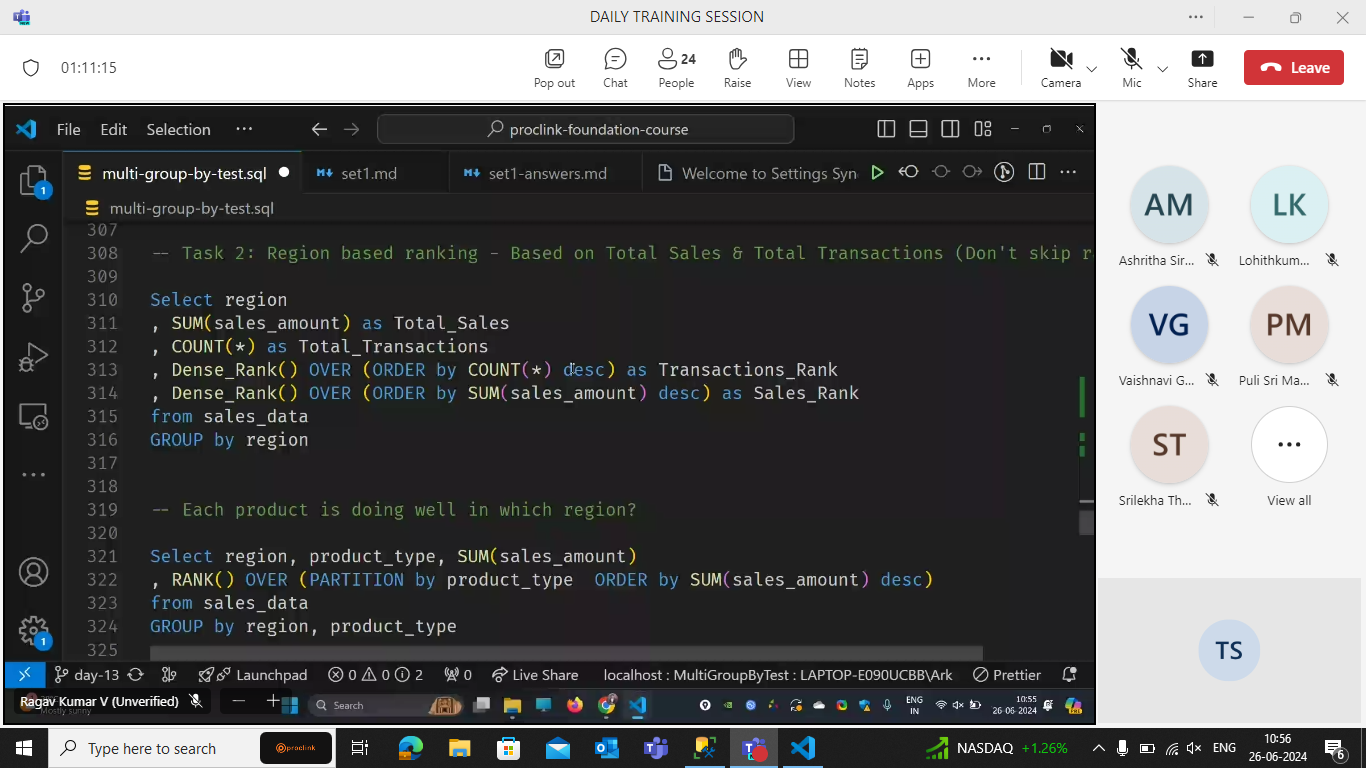 DAILY TRAINING SESSION
01:11:15
Pop out
Chat
24
People
Raise
View
Notes
Apps
More
Camera
Mic
Share
Leave
File Edit Selection
proclink-foundation-course
multi-group-by-test.sql
set1.md
set1-answers.md
Welcome to Settings Syn
multi-group-by-test.sql
307
308 -- Task 2: Region based ranking - Based on Total Sales & Total Transactions (Don't skip r
309
310 Select region
311 , SUM(sales_amount) as Total_Sales
312 , COUNT(*) as Total_Transactions
313 , Dense_Rank() OVER (ORDER by COUNT(*) desc) as Transactions_Rank
314 , Dense_Rank() OVER (ORDER by SUM(sales_amount) desc) as Sales_Rank
315 from sales_data
316 GROUP by region
317
318
319 -- Each product is doing well in which region?
320
321 Select region, product_type, SUM(sales_amount)
322 , RANK() OVER (PARTITION by product_type  ORDER by SUM(sales_amount) desc)
323 from sales_data
324 GROUP by region, product_type
325
1
1
day-13 Launchpad 0 0 2 0 Live Share localhost : MultiGroupByTest : LAPTOP-E090UCBB\Ark Prettier
Ragav Kumar V (Unverified)
Mostly sunny
Search
ENG
IN
10:55
26-06-2024
AM
Ashritha Sir...
LK
Lohithkum...
VG
Vaishnavi G...
PM
Puli Sri Ma...
ST
Srilekha Th...
View all
TS
Type here to search
proclink
NASDAQ +1.26%
ENG
10:56
26-06-2024
6